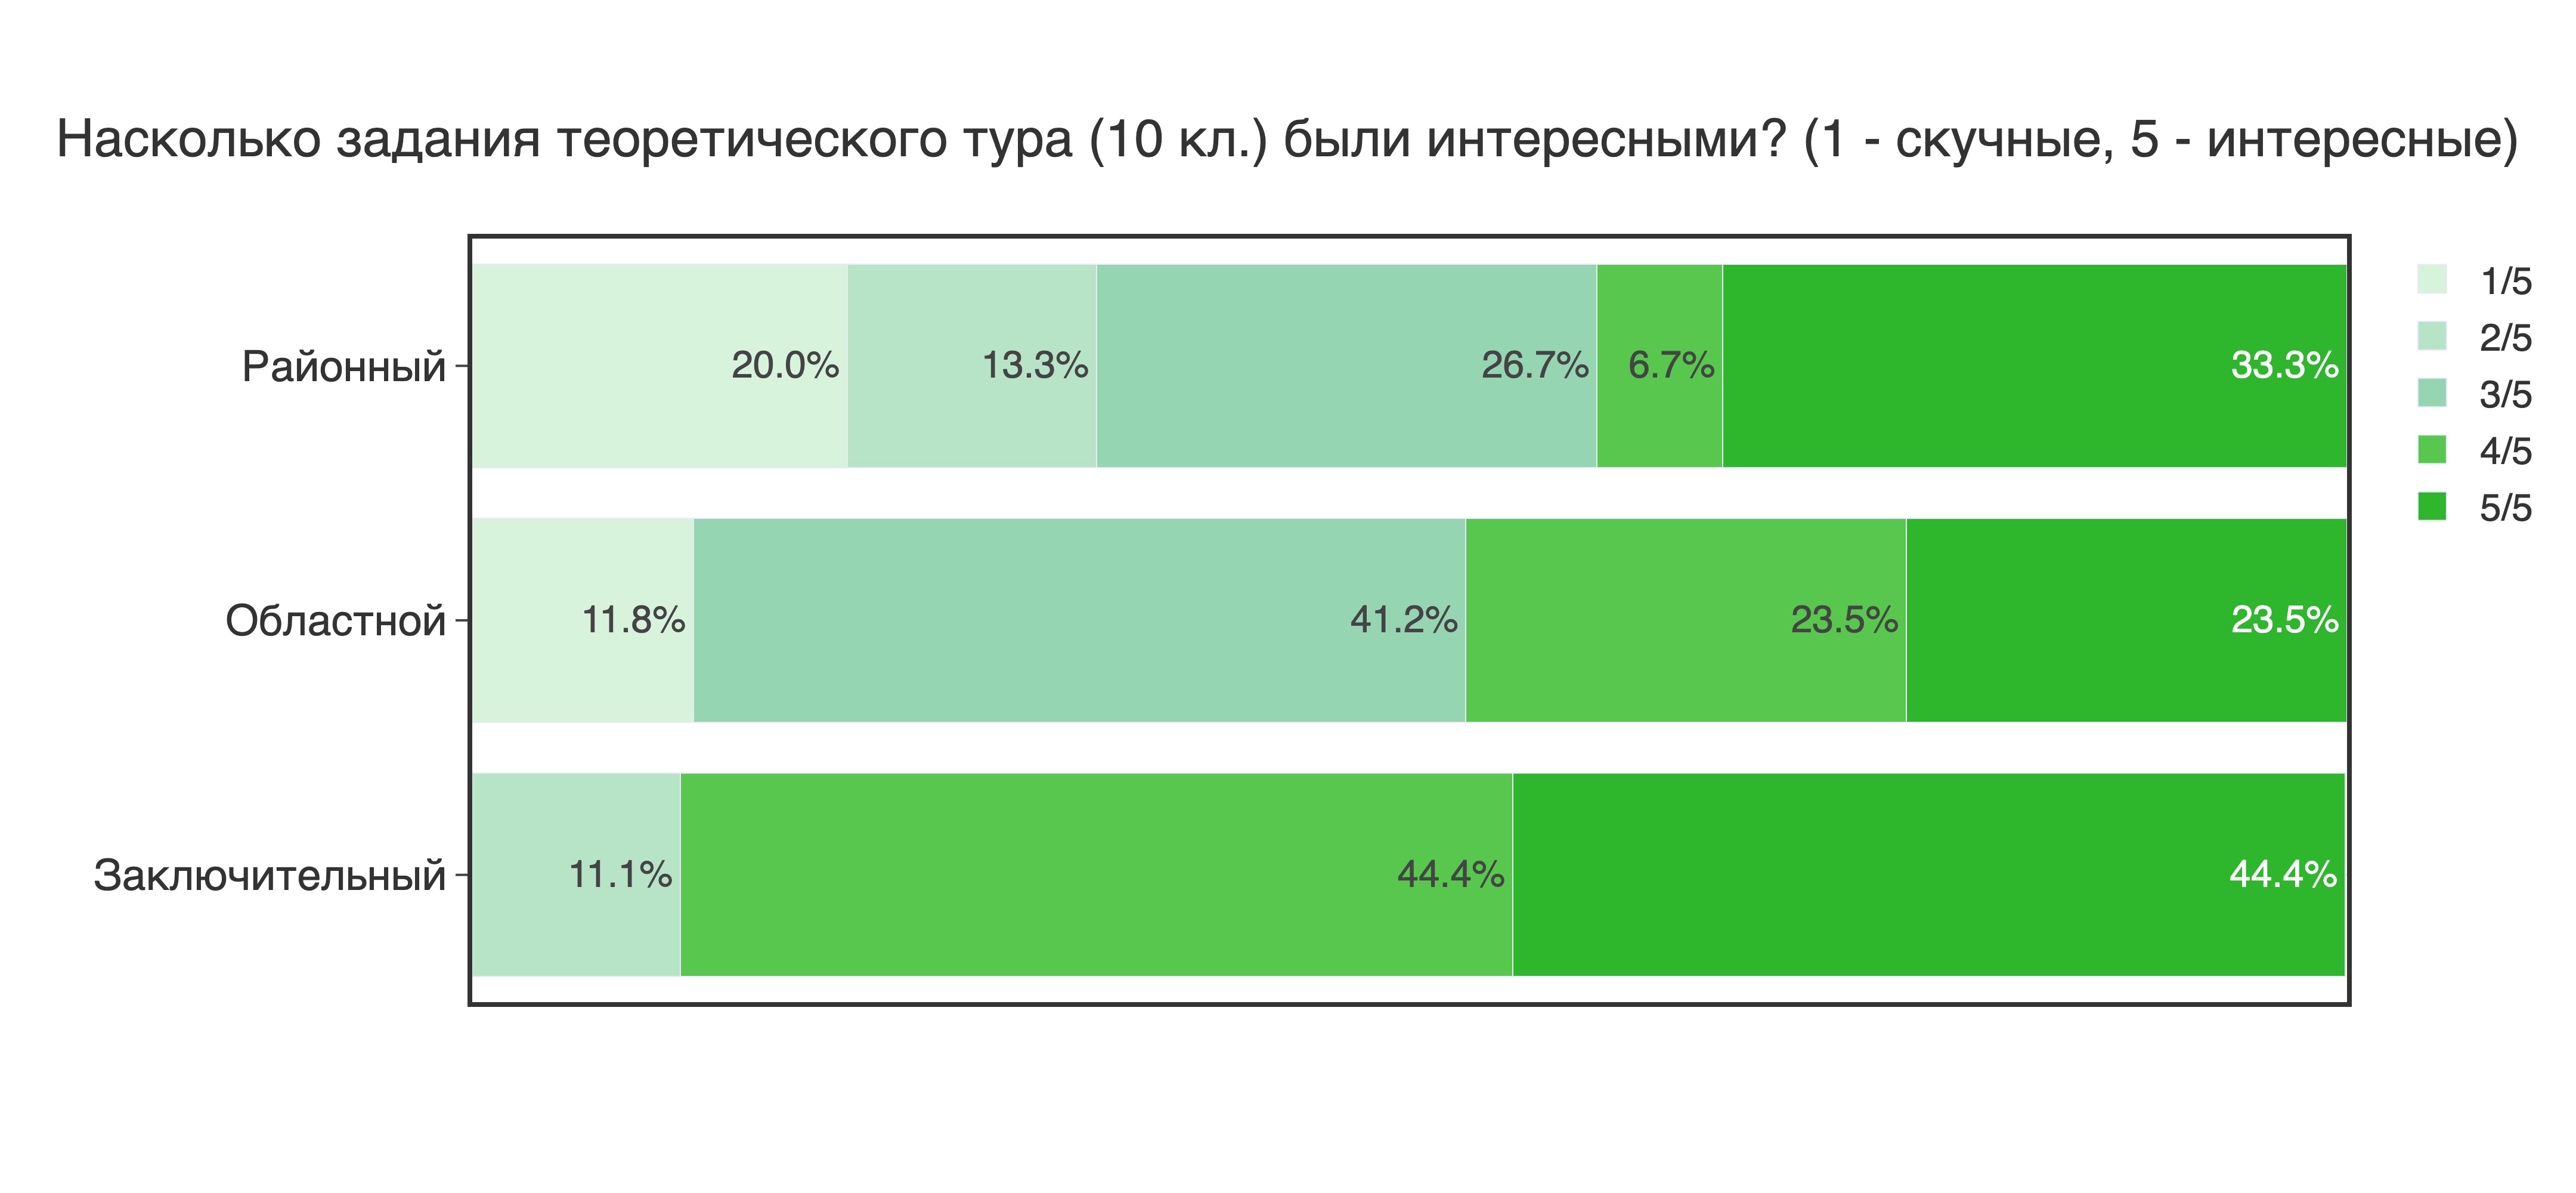 Насколько задания теоретического тура (10 кл.) были интересными? (1 - скучные, 5 - интересные)
Районный 20.0% 13.3% 26.7% 6.7% 33.3%
Областной 11.8% 41.2% 23.5% 23.5%
Заключительный 11.1% 44.4% 44.4%
1/5
2/5
3/5
4/5
5/5